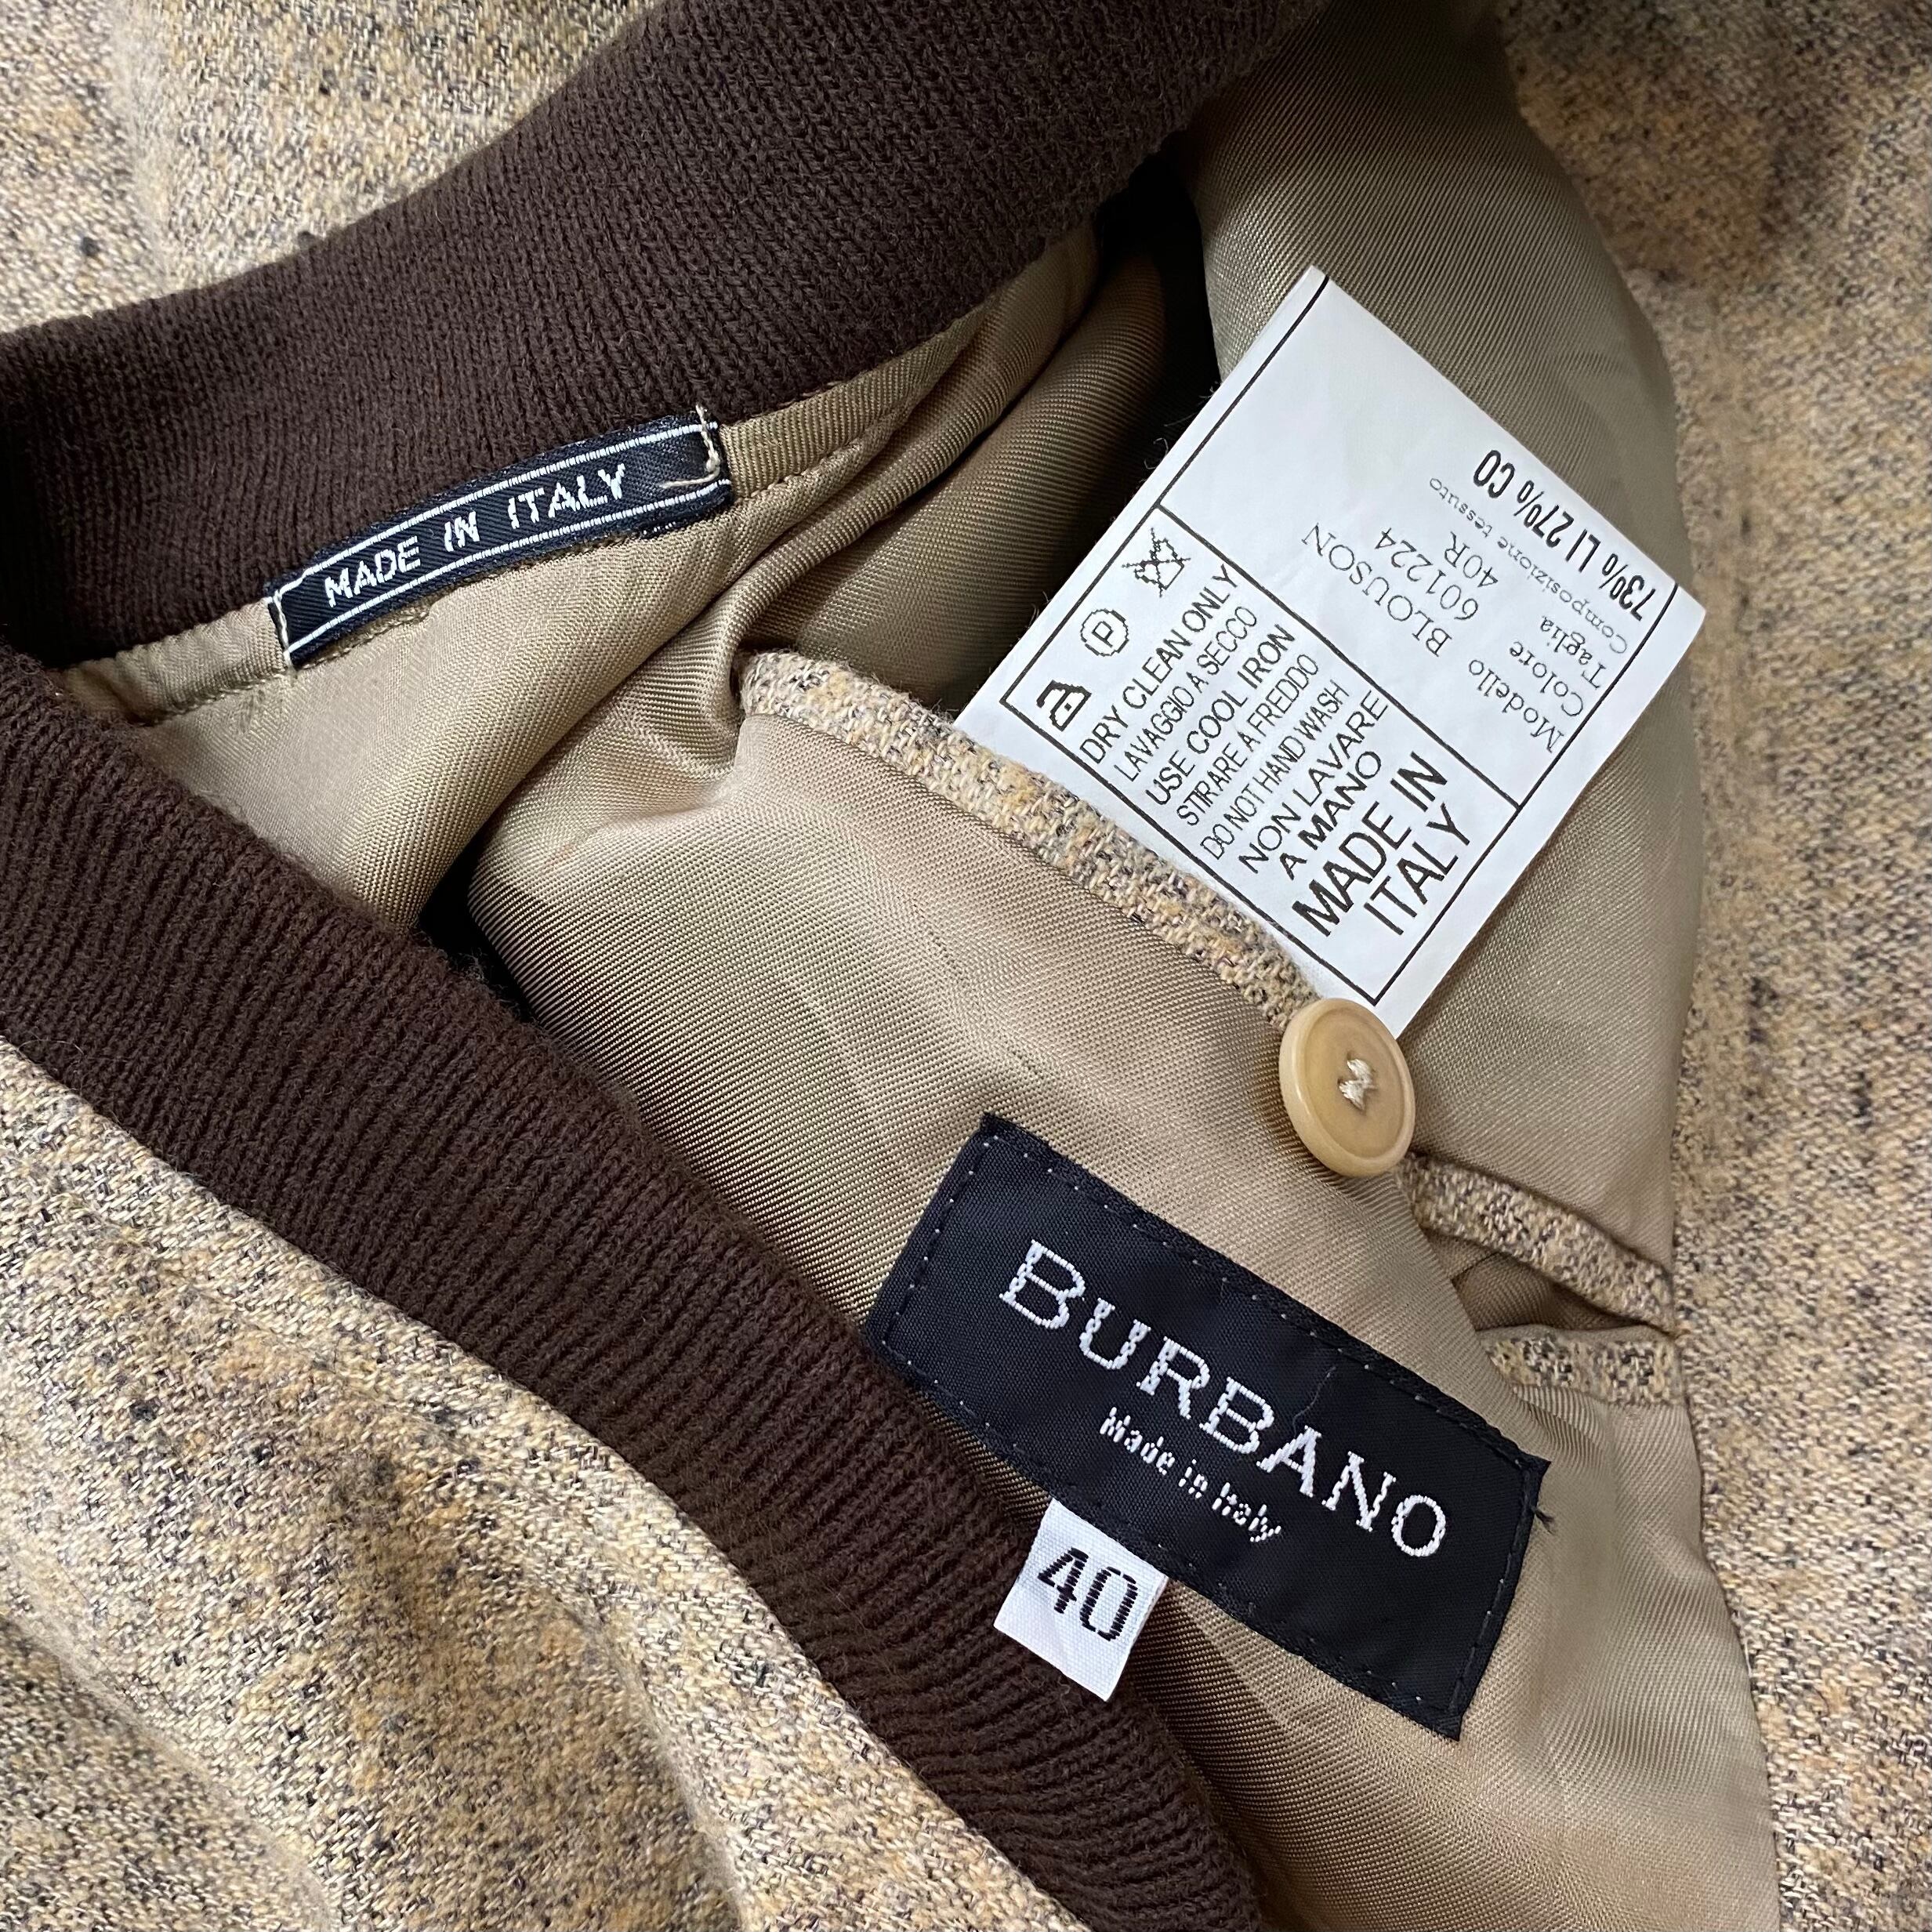 MADE IN ITALY
Modello BLOUSON
Colore 601224
Taglia 40R
Composizione tessuto
73% LI 27% CO
P
DRY CLEAN ONLY
LAVAGGIO A SECCO
USE COOL IRON
STIRARE A FREDDO
DO NOT HAND WASH
NON LAVARE
A MANO
MADE IN
ITALY
BURBANO
Made in Italy
40